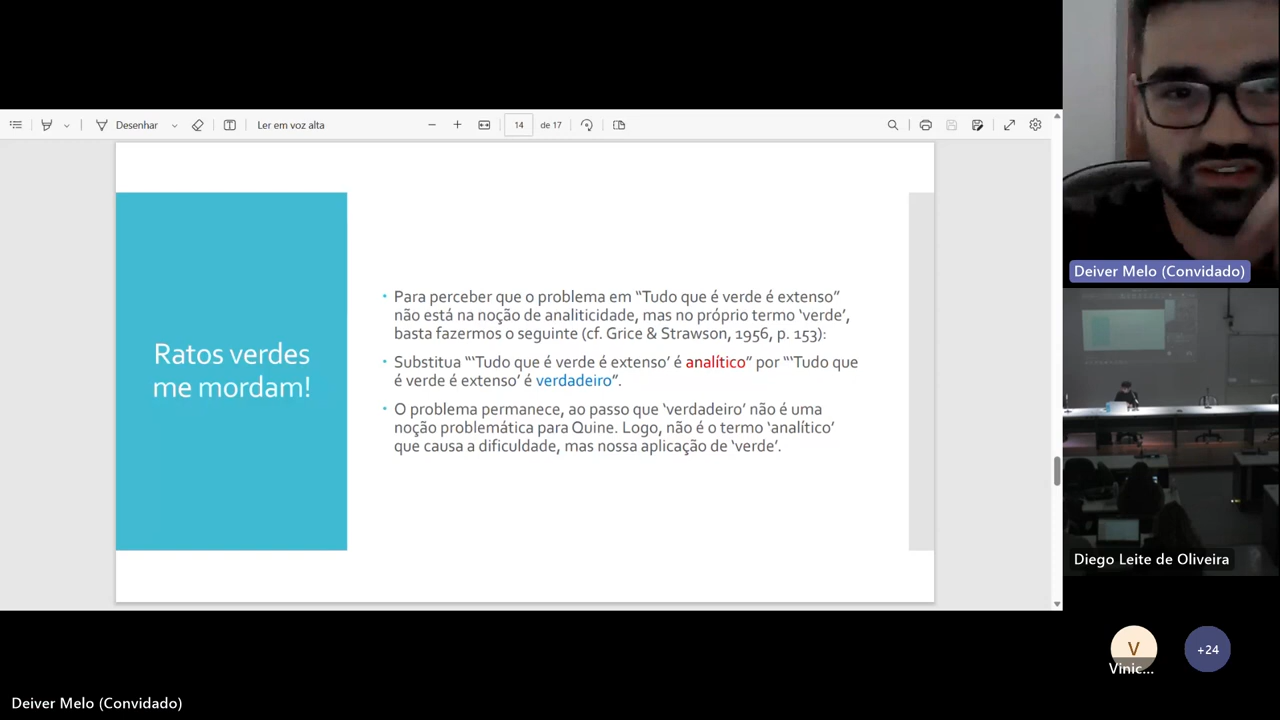 Desenhar
Ler em voz alta
14
de 17
Ratos verdes
me mordam!
• Para perceber que o problema em “Tudo que é verde é extenso”
não está na noção de analiticidade, mas no próprio termo ‘verde’,
basta fazermos o seguinte (cf. Grice & Strawson, 1956, p. 153):
• Substitua “‘Tudo que é verde é extenso’ é analítico” por “‘Tudo que
é verde é extenso’ é verdadeiro”.
• O problema permanece, ao passo que ‘verdadeiro’ não é uma
noção problemática para Quine. Logo, não é o termo ‘analítico’
que causa a dificuldade, mas nossa aplicação de ‘verde’.
Deiver Melo (Convidado)
Diego Leite de Oliveira
V
Vinic...
+24
Deiver Melo (Convidado)